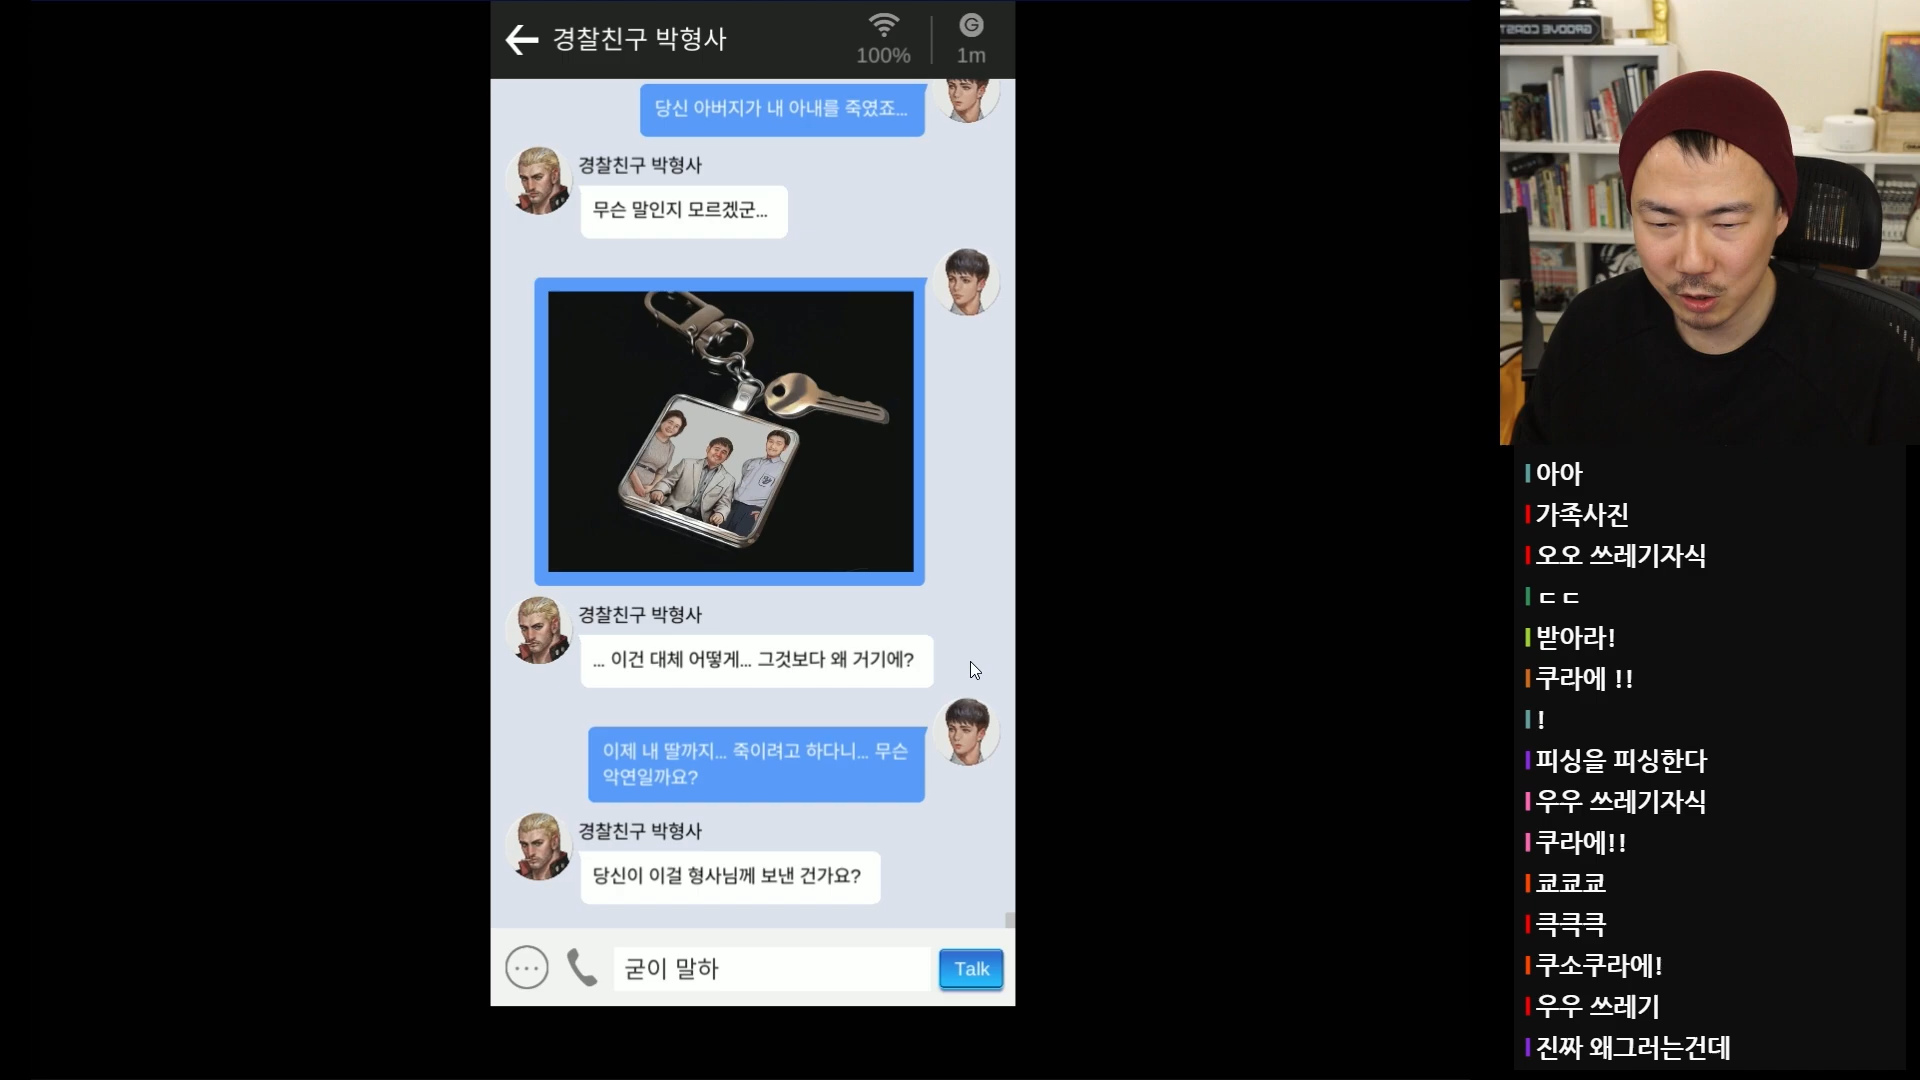 경찰친구 박형사
100%
G
1m
당신 아버지가 내 아내를 죽였죠...
경찰친구 박형사
무슨 말인지 모르겠군...
경찰친구 박형사
... 이건 대체 어떻게... 그것보다 왜 거기에?
이제 내 딸까지... 죽이려고 하다니... 무슨
악연일까요?
경찰친구 박형사
당신이 이걸 형사님께 보낸 건가요?
굳이 말하
Talk
아아
가족사진
오오 쓰레기자식
ㄷㄷ
받아라!
쿠라에 !!
!
피싱을 피싱한다
우우 쓰레기자식
쿠라에!!
쿄쿄쿄
큭큭큭
쿠소쿠라에!
우우 쓰레기
진짜 왜그러는건데